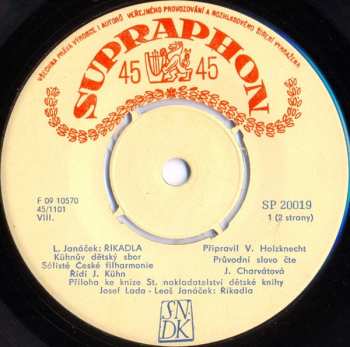 VŠECHNA PRÁVA VÝROBCE I AUTORŮ VEŘEJNÉHO PROVOZOVÁNÍ A ROZHLASOVÉHO ŠÍŘENÍ VYHRAZENA
SUPRAPHON
45 45
F 09 10570
45/1101
VIII.
SP 20019
1 (2 strany)
L. Janáček: ŘÍKADLA
Kühnův dětský sbor
Sólisté České filharmonie
Řídí J. Kühn
Připravil V. Holzknecht
Průvodní slovo čte
J. Charvátová
Příloha ke knize St. nakladatelství dětské knihy
Josef Lada - Leoš Janáček: Říkadla
SN
DK